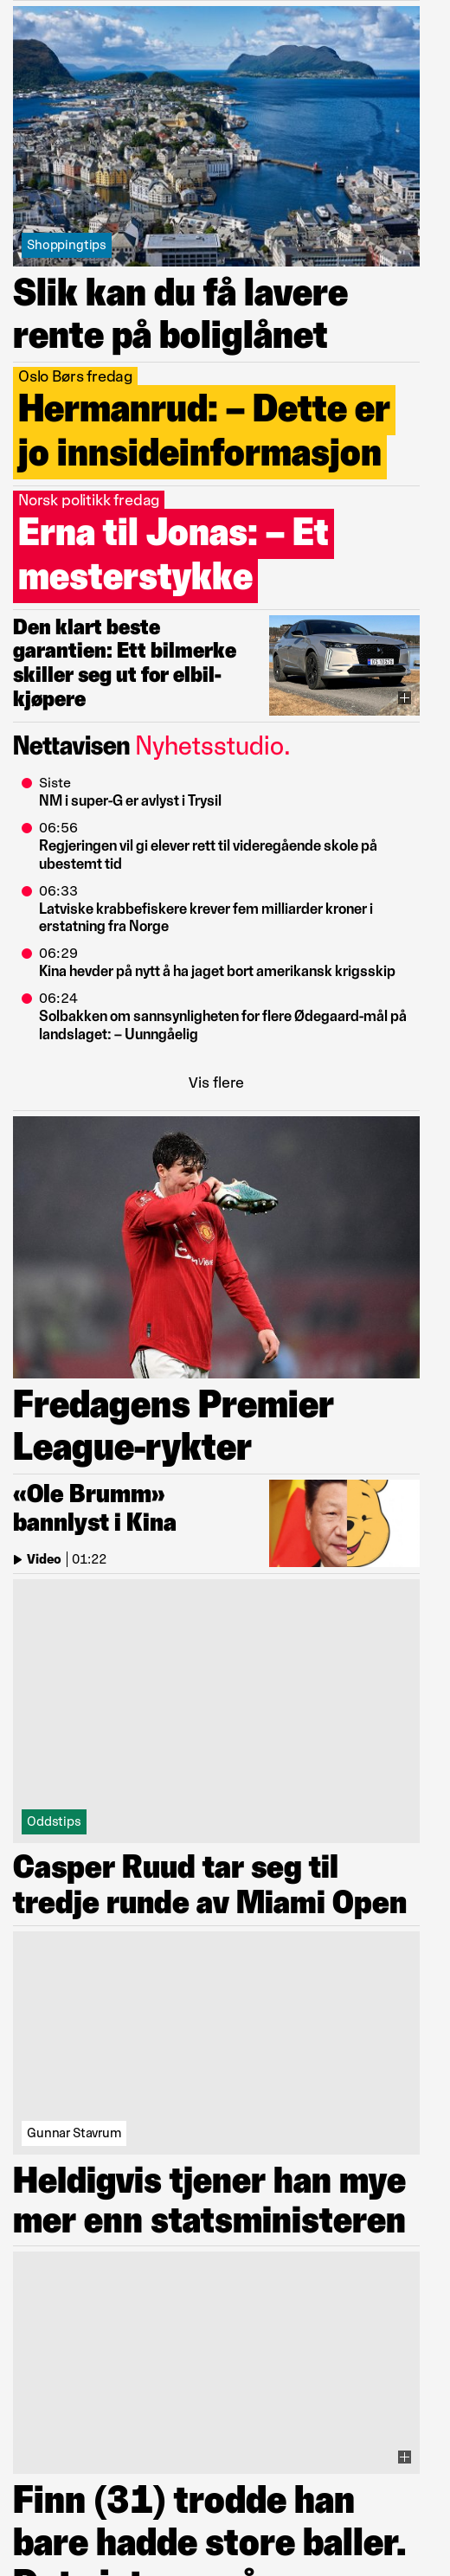 Shoppingtips
Slik kan du få lavere
rente på boliglånet
Oslo Børs fredag
Hermanrud: – Dette er
jo innsideinformasjon
Norsk politikk fredag
Erna til Jonas: – Et
mesterstykke
Den klart beste
garantien: Ett bilmerke
skiller seg ut for elbil-
kjøpere
Nettavisen Nyhetsstudio.
Siste
NM i super-G er avlyst i Trysil
06:56
Regjeringen vil gi elever rett til videregående skole på
ubestemt tid
06:33
Latviske krabbefiskere krever fem milliarder kroner i
erstatning fra Norge
06:29
Kina hevder på nytt å ha jaget bort amerikansk krigsskip
06:24
Solbakken om sannsynligheten for flere Ødegaard-mål på
landslaget: – Uunngåelig
Vis flere
Fredagens Premier
League-rykter
«Ole Brumm»
bannlyst i Kina
Video 01:22
Oddstips
Casper Ruud tar seg til
tredje runde av Miami Open
Gunnar Stavrum
Heldigvis tjener han mye
mer enn statsministeren
Finn (31) trodde han
bare hadde store baller.